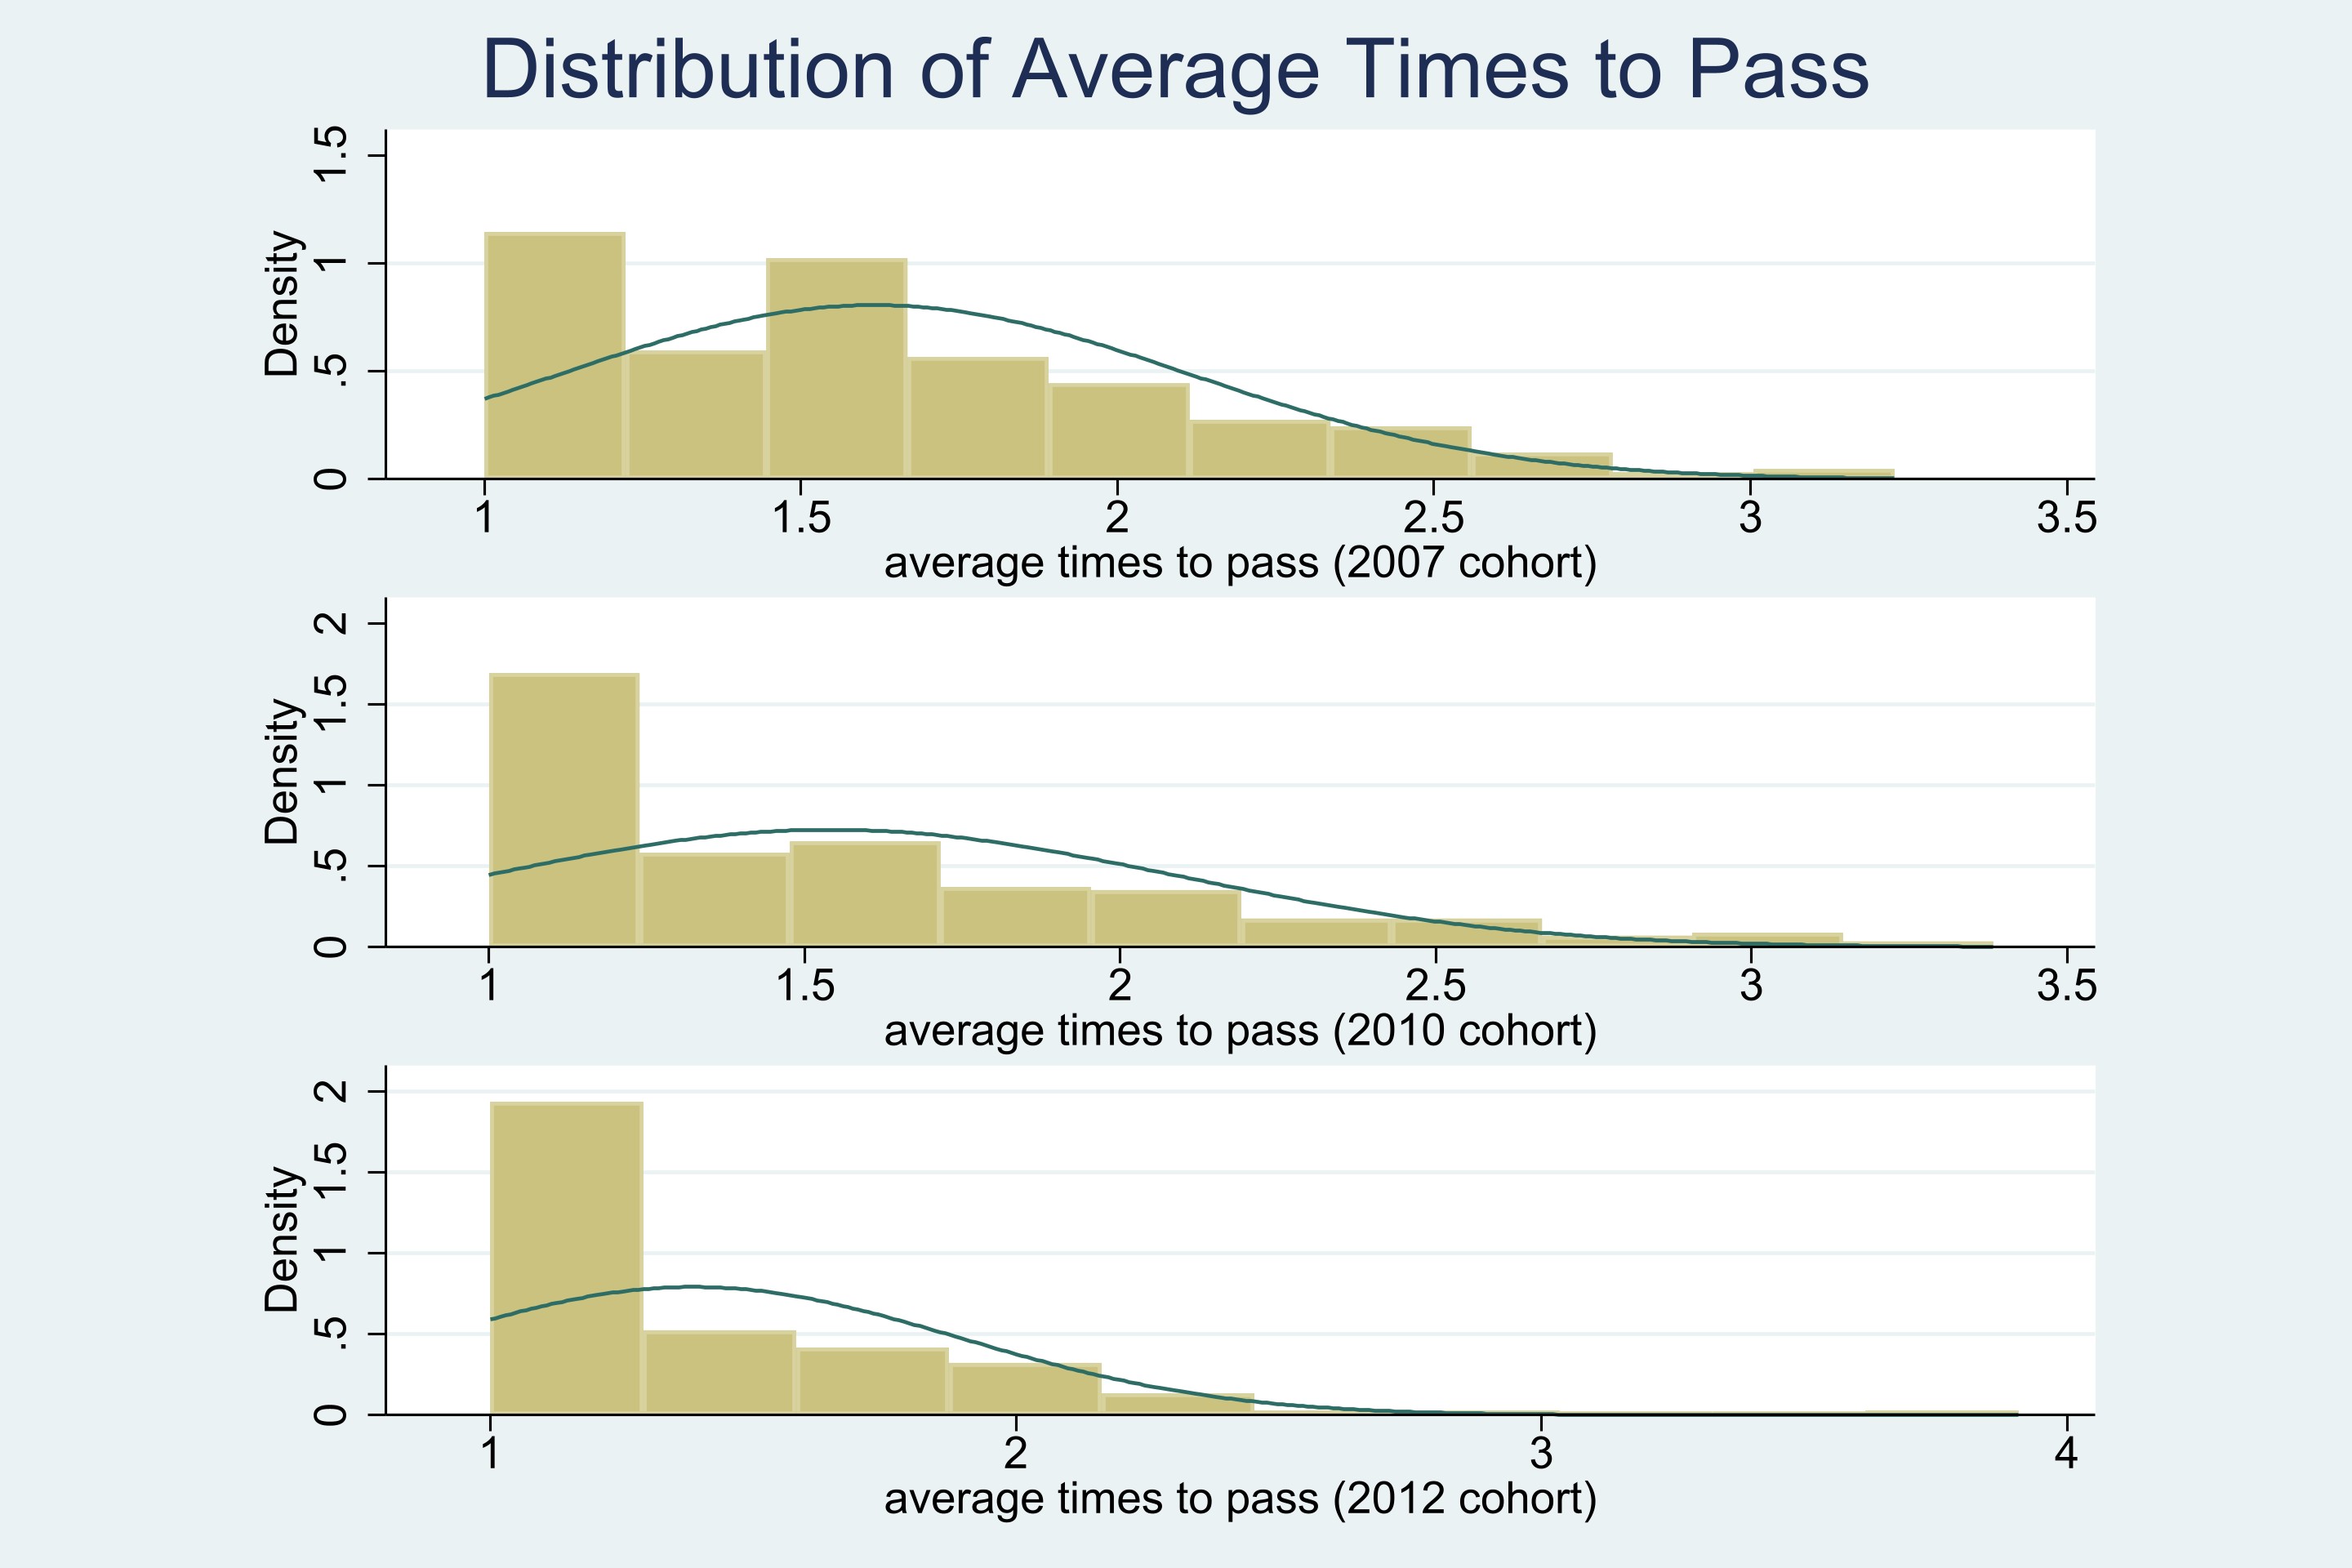 Distribution of Average Times to Pass
Density
1.5
1
.5
0
1 1.5 2 2.5 3 3.5
average times to pass (2007 cohort)
Density
2
1.5
1
.5
0
1 1.5 2 2.5 3 3.5
average times to pass (2010 cohort)
Density
2
1.5
1
.5
0
1 2 3 4
average times to pass (2012 cohort)